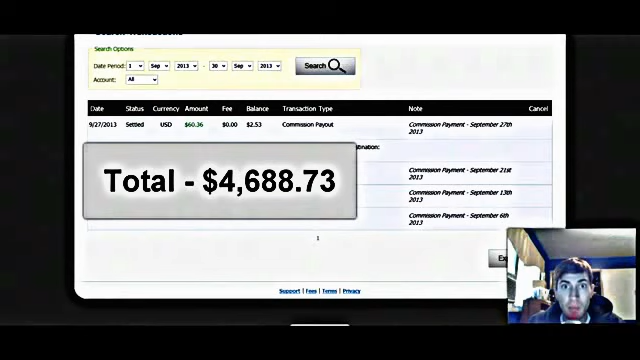 Search Options
Date Period: 1 Sep 2013 - 30 Sep 2013 Search
Account: All
Date Status Currency Amount Fee Balance Transaction Type Note Cancel
9/27/2013 Settled USD $60.36 $0.00 $2.53 Commission Payout Commission Payment - September 27th
2013
Total - $4,688.73
Commission Payment - September 21st
2013
Commission Payment - September 13th
2013
Commission Payment - September 6th
2013
1
Support | Fees | Terms | Privacy